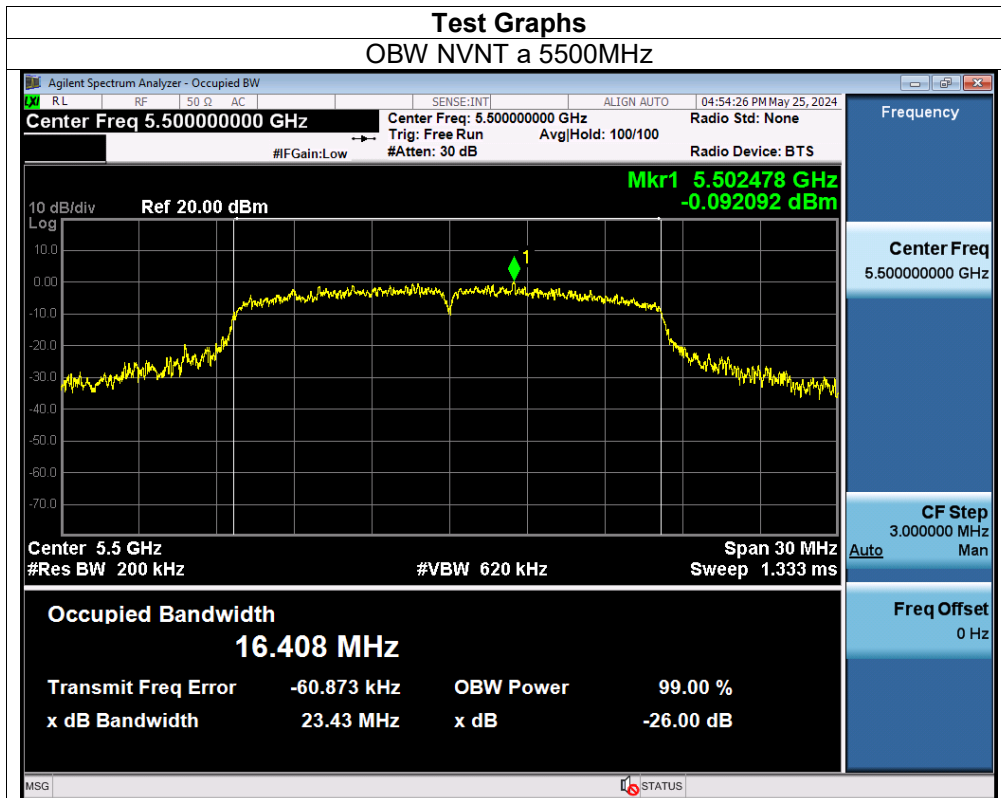 Test Graphs
OBW NVNT a 5500MHz
Agilent Spectrum Analyzer - Occupied BW
LXI RL RF 50 Ω AC SENSE:INT ALIGN AUTO 04:54:26 PM May 25, 2024
Center Freq 5.500000000 GHz
Center Freq: 5.500000000 GHz
Radio Std: None
Trig: Free Run Avg|Hold: 100/100
#IFGain:Low #Atten: 30 dB Radio Device: BTS
Frequency
Mkr1 5.502478 GHz
-0.092092 dBm
10 dB/div Ref 20.00 dBm
Log
10.0
0.00
-10.0
-20.0
-30.0
-40.0
-50.0
-60.0
-70.0
1
Center 5.5 GHz Span 30 MHz
#Res BW 200 kHz #VBW 620 kHz Sweep 1.333 ms
Center Freq
5.500000000 GHz
CF Step
3.000000 MHz
Auto Man
Freq Offset
0 Hz
Occupied Bandwidth
16.408 MHz
Transmit Freq Error -60.873 kHz OBW Power 99.00 %
x dB Bandwidth 23.43 MHz x dB -26.00 dB
MSG STATUS